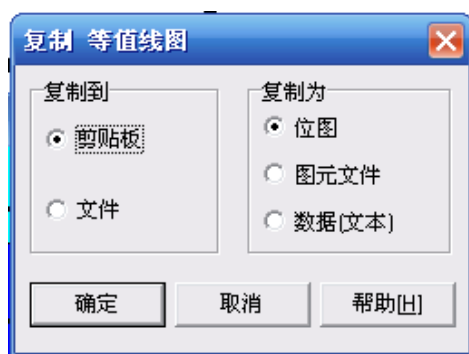 复制 等值线图
复制到
剪贴板
文件
复制为
位图
图元文件
数据(文本)
确定
取消
帮助[H]